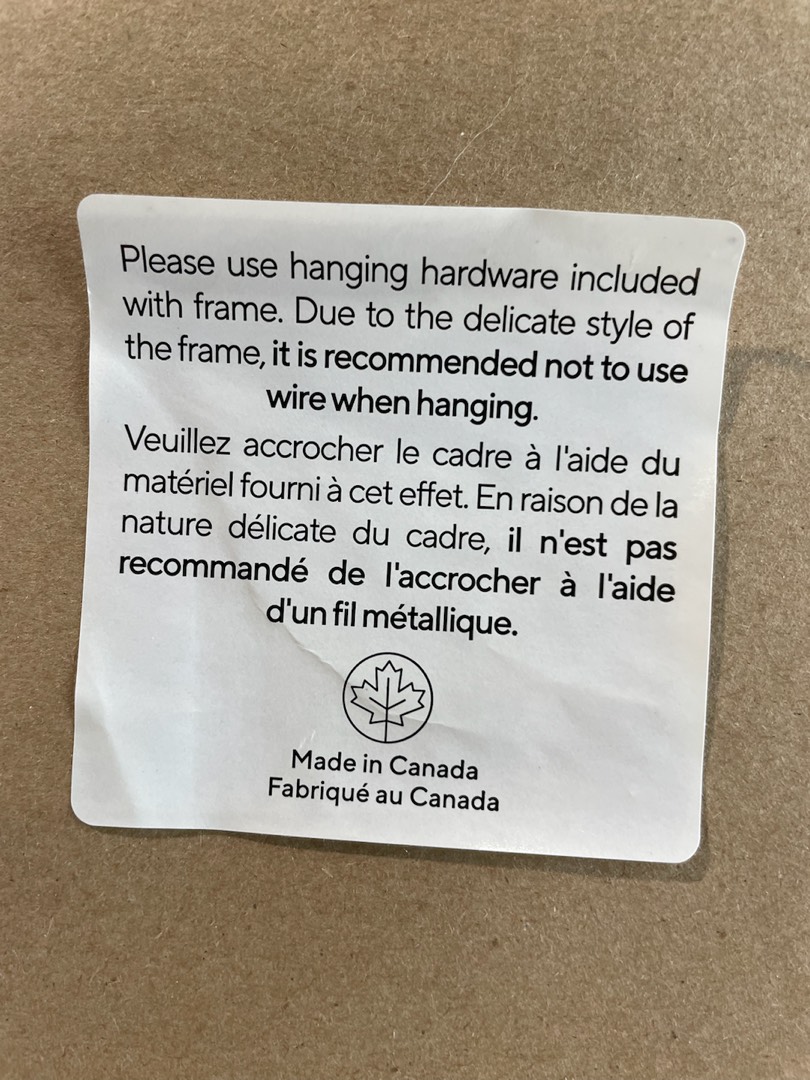 Please use hanging hardware included
with frame. Due to the delicate style of
the frame, it is recommended not to use
wire when hanging.
Veuillez accrocher le cadre à l'aide du
matériel fourni à cet effet. En raison de la
nature délicate du cadre, il n'est pas
recommandé de l'accrocher à l'aide
d'un fil métallique.
Made in Canada
Fabriqué au Canada